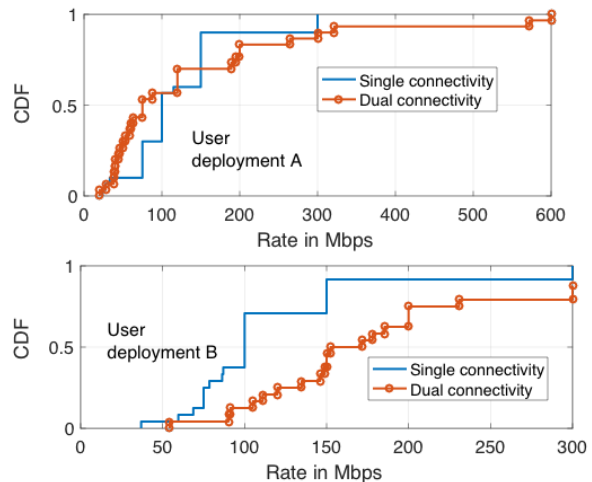 1
0.5
0
CDF
Single connectivity
Dual connectivity
User
deployment A
0 100 200 300 400 500 600
Rate in Mbps
1
0.5
0
CDF
User
deployment B
Single connectivity
Dual connectivity
0 50 100 150 200 250 300
Rate in Mbps